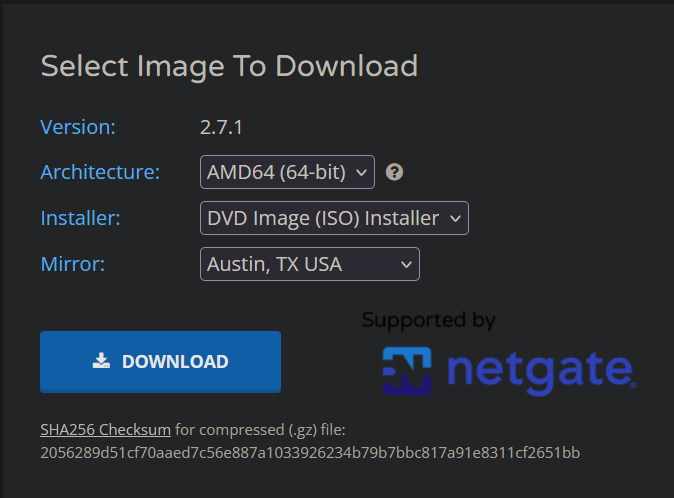 Select Image To Download
Version: 2.7.1
Architecture: AMD64 (64-bit) ?
Installer: DVD Image (ISO) Installer
Mirror: Austin, TX USA
Supported by
DOWNLOAD
netgate.
SHA256 Checksum for compressed (.gz) file:
2056289d51cf70aaed7c56e887a1033926234b79b7bbc817a91e8311cf2651bb